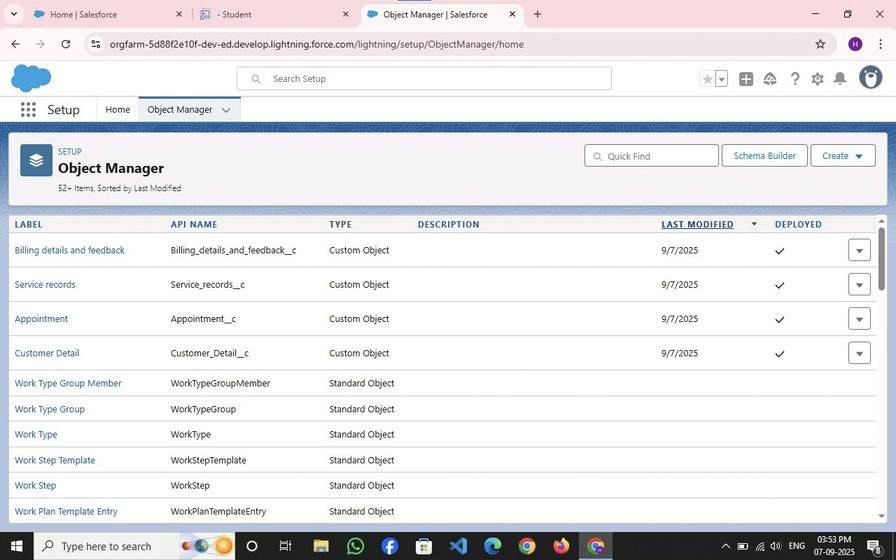 Home | Salesforce
- Student
Object Manager | Salesforce
orgfarm-5d88f2e10f-dev-ed.develop.lightning.force.com/lightning/setup/ObjectManager/home
H
Search Setup
Setup
Home
Object Manager
SETUP
Object Manager
52+ Items, Sorted by Last Modified
Quick Find
Schema Builder
Create
LABEL API NAME TYPE DESCRIPTION LAST MODIFIED DEPLOYED
Billing details and feedback Billing_details_and_feedback__c Custom Object 9/7/2025
Service records Service_records__c Custom Object 9/7/2025
Appointment Appointment__c Custom Object 9/7/2025
Customer Detail Customer_Detail__c Custom Object 9/7/2025
Work Type Group Member WorkTypeGroupMember Standard Object
Work Type Group WorkTypeGroup Standard Object
Work Type WorkType Standard Object
Work Step Template WorkStepTemplate Standard Object
Work Step WorkStep Standard Object
Work Plan Template Entry WorkPlanTemplateEntry Standard Object
Type here to search
ENG
03:53 PM
07-09-2025
8